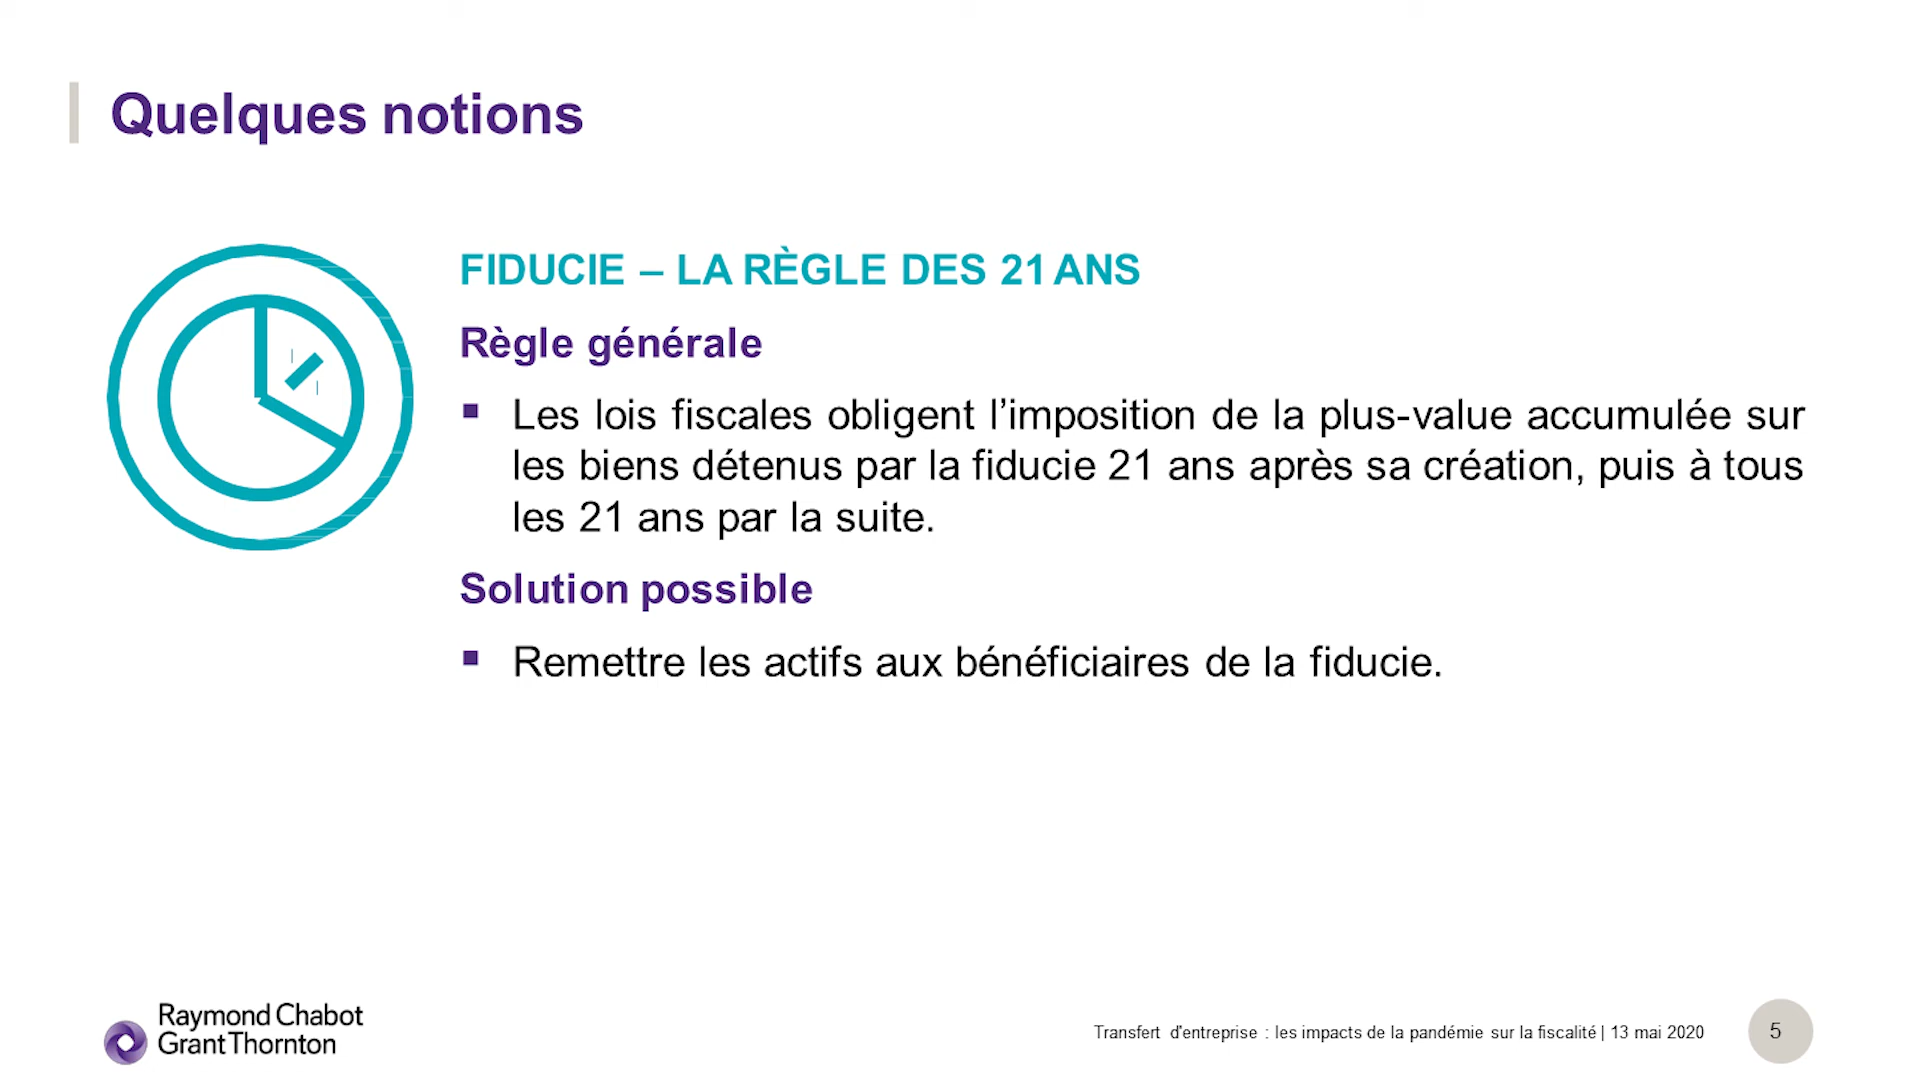 Quelques notions
FIDUCIE – LA RÈGLE DES 21 ANS
Règle générale
▪ Les lois fiscales obligent l’imposition de la plus-value accumulée sur
les biens détenus par la fiducie 21 ans après sa création, puis à tous
les 21 ans par la suite.
Solution possible
▪ Remettre les actifs aux bénéficiaires de la fiducie.
Raymond Chabot
Grant Thornton
Transfert d'entreprise : les impacts de la pandémie sur la fiscalité | 13 mai 2020
5